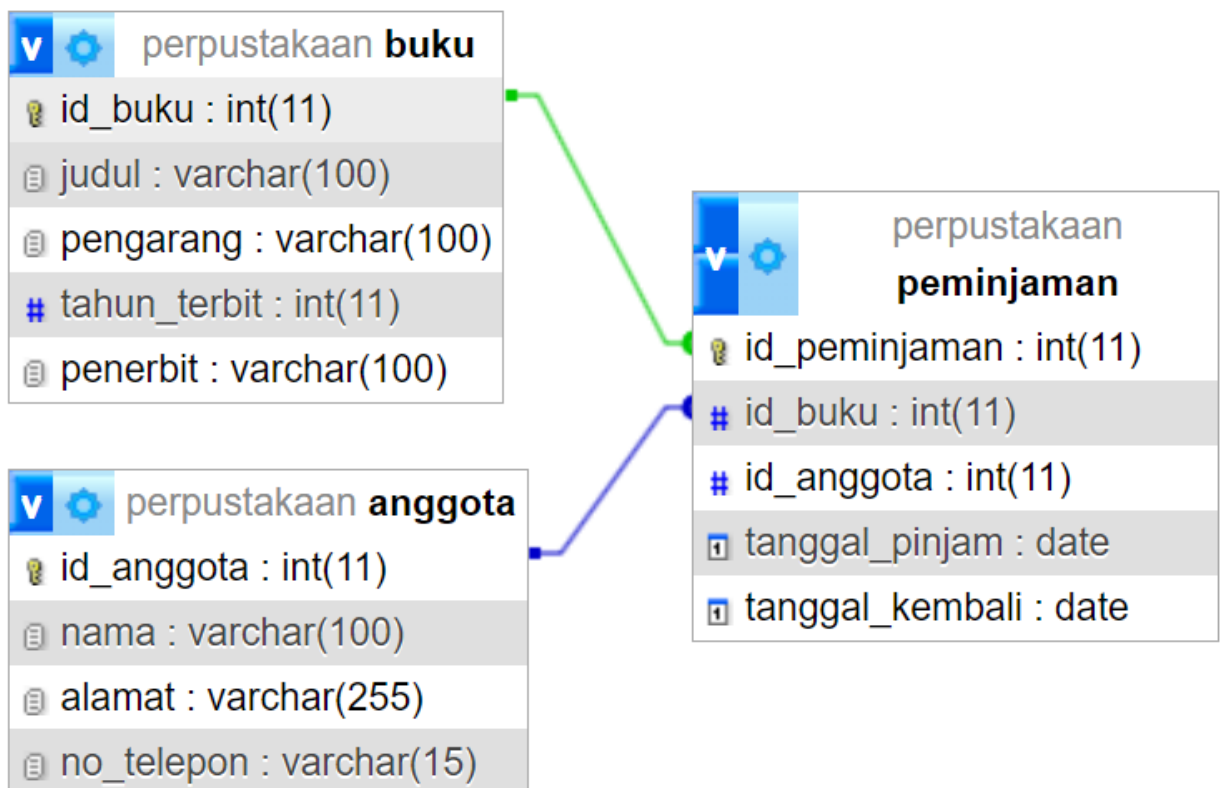 v perpustakaan buku
id_buku : int(11)
judul : varchar(100)
pengarang : varchar(100)
# tahun_terbit : int(11)
penerbit : varchar(100)
v perpustakaan anggota
id_anggota : int(11)
nama : varchar(100)
alamat : varchar(255)
no_telepon : varchar(15)
v perpustakaan
peminjaman
id_peminjaman : int(11)
# id_buku : int(11)
# id_anggota : int(11)
1 tanggal_pinjam : date
1 tanggal_kembali : date